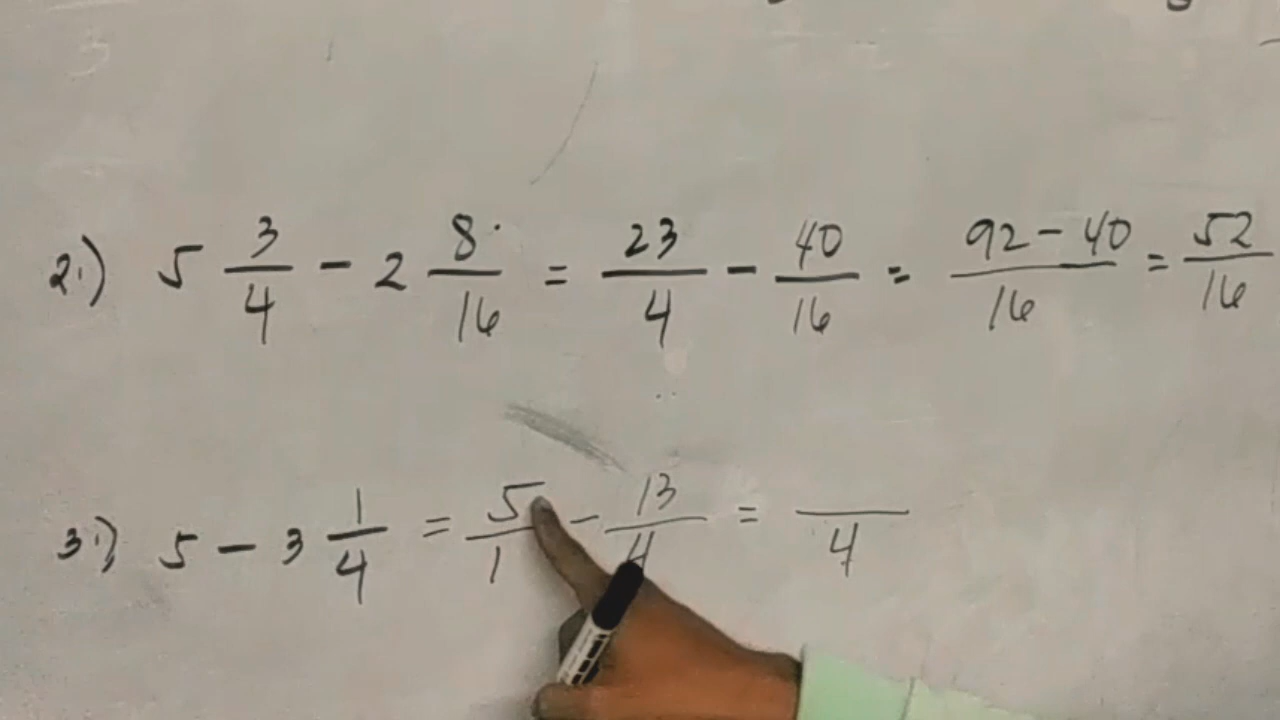 2.) 5 3/4 - 2 8/16 = 23/4 - 40/16 = 92-40/16 = 52/16
3.) 5 - 3 1/4 = 5/1 - 13/4 = /4